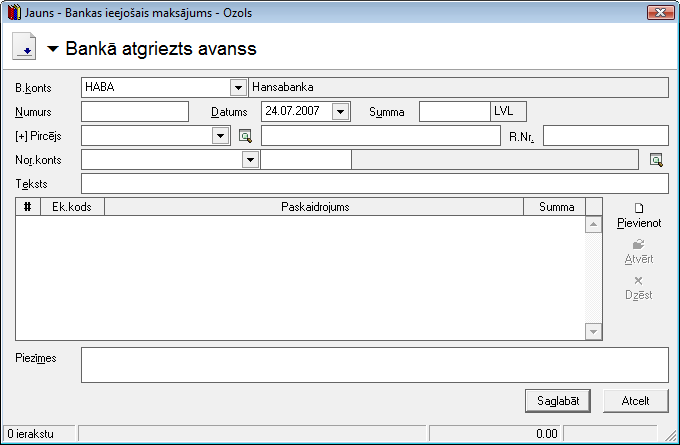 Jauns - Bankas ieejošais maksājums - Ozols
Bankā atgriezts avanss
B.konts HABA Hansabanka
Numurs Datums 24.07.2007 Summa LVL
[+] Pircējs R.Nr.
Nor.konts
Teksts
# Ek.kods Paskaidrojums Summa
Pievienot
Atvērt
Dzēst
Piezīmes
Saglabāt Atcelt
0 ierakstu 0.00